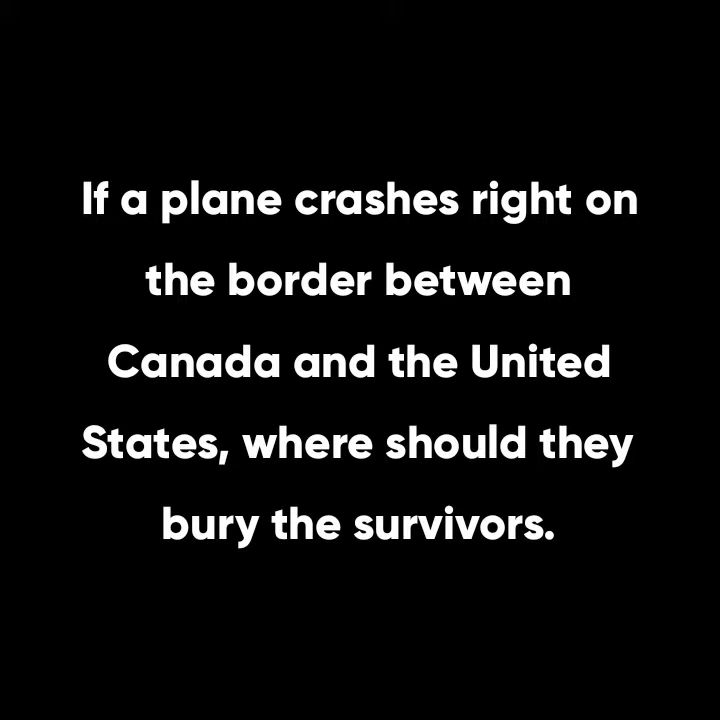 If a plane crashes right on
the border between
Canada and the United
States, where should they
bury the survivors.